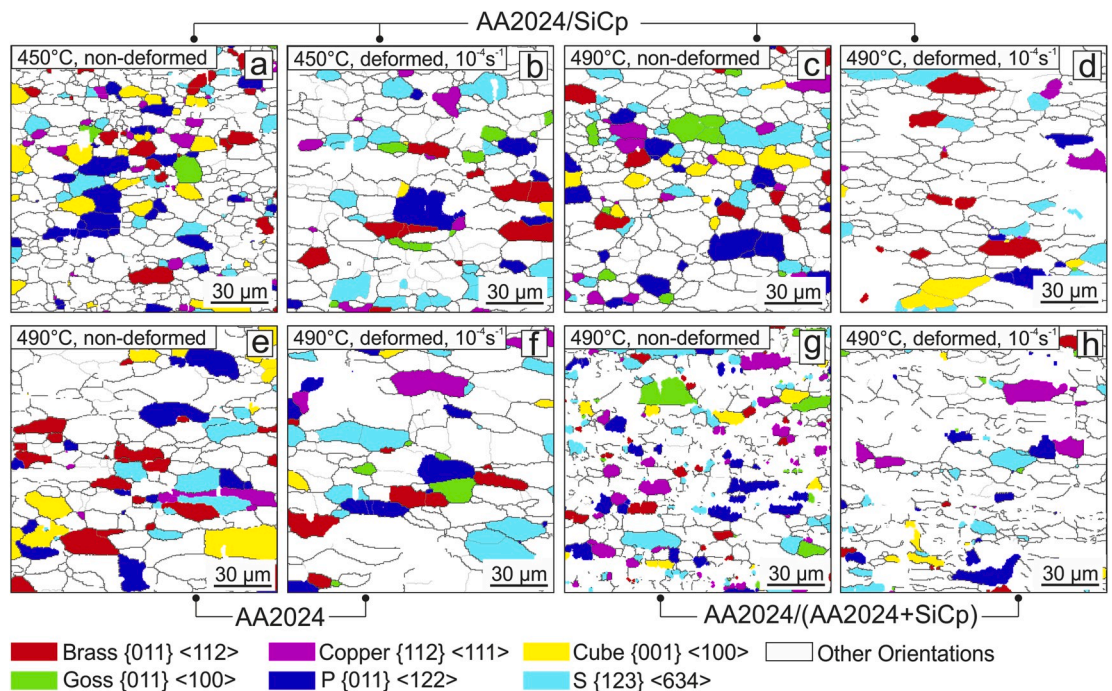 AA2024/SiCp
450°C, non-deformed a
450°C, deformed, 10⁻⁴s⁻¹ b
490°C, non-deformed c
490°C, deformed, 10⁻⁴s⁻¹ d
30 µm
30 µm
30 µm
30 µm
490°C, non-deformed e
490°C, deformed, 10⁻⁴s⁻¹ f
490°C, non-deformed g
490°C, deformed, 10⁻⁴s⁻¹ h
30 µm
30 µm
30 µm
30 µm
AA2024
AA2024/(AA2024+SiCp)
Brass {011} <112>
Copper {112} <111>
Cube {001} <100>
Other Orientations
Goss {011} <100>
P {011} <122>
S {123} <634>